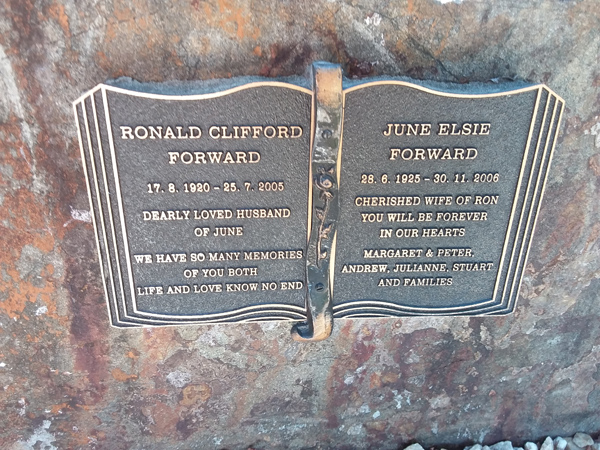 RONALD CLIFFORD
FORWARD
17. 8. 1920 - 25. 7. 2005
DEARLY LOVED HUSBAND
OF JUNE
WE HAVE SO MANY MEMORIES
OF YOU BOTH
LIFE AND LOVE KNOW NO END
JUNE ELSIE
FORWARD
28. 6. 1925 - 30. 11. 2006
CHERISHED WIFE OF RON
YOU WILL BE FOREVER
IN OUR HEARTS
MARGARET & PETER,
ANDREW, JULIANNE, STUART
AND FAMILIES